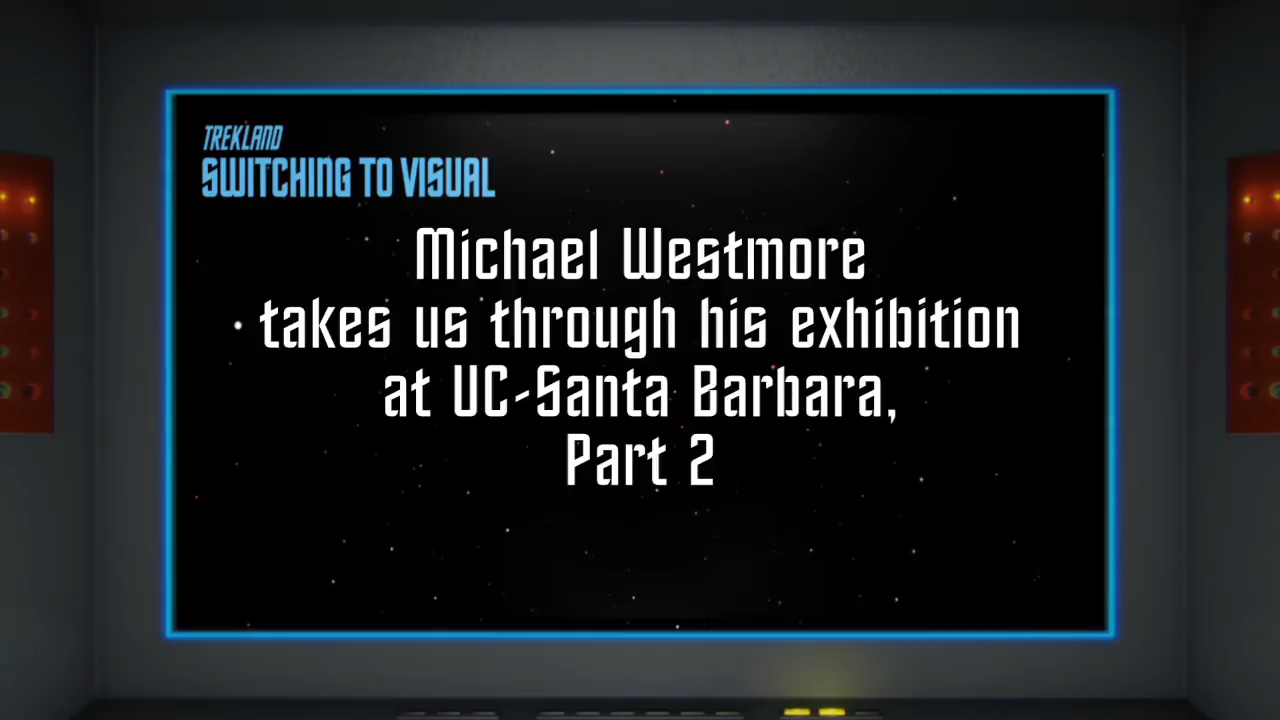 TREKLAND
SWITCHING TO VISUAL
Michael Westmore
takes us through his exhibition
at UC-Santa Barbara,
Part 2